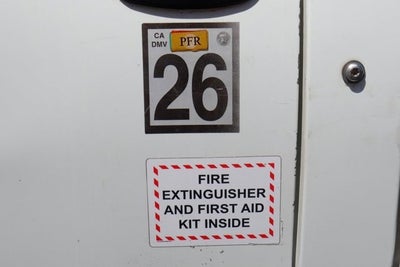 CA
DMV
PFR
26
FIRE
EXTINGUISHER
AND FIRST AID
KIT INSIDE